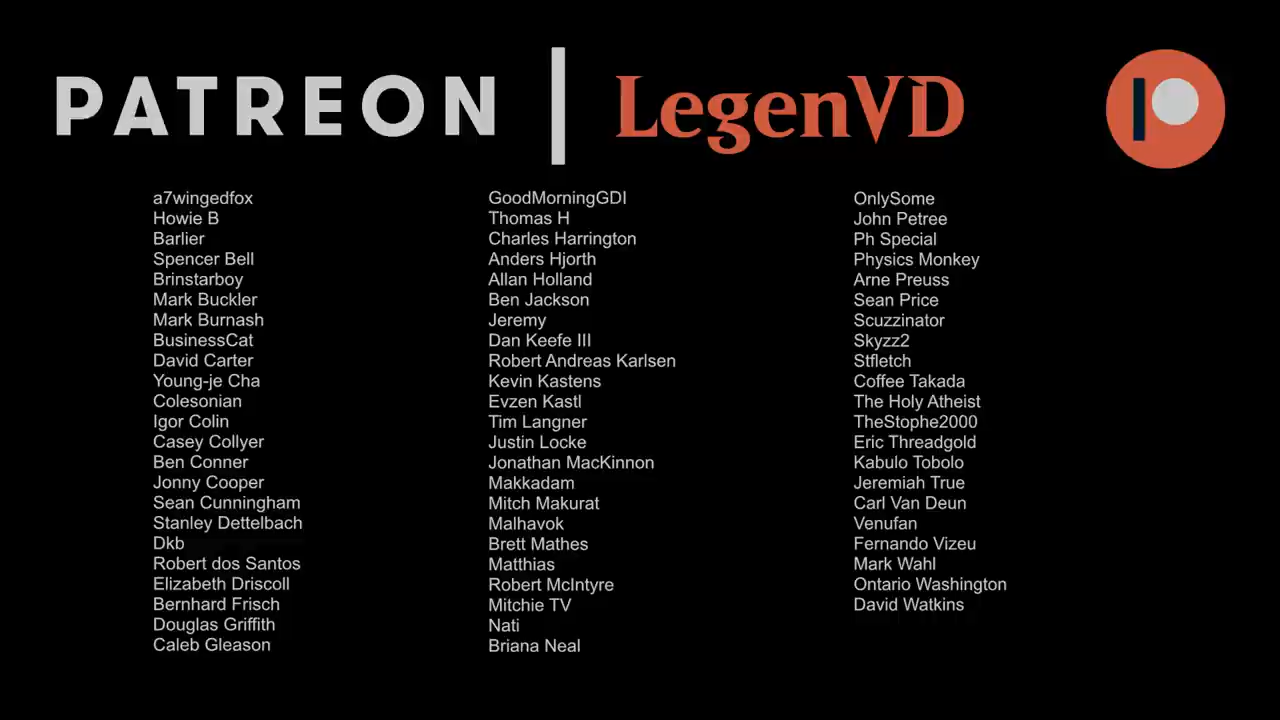 PATREON | LegenVD
a7wingedfox
Howie B
Barlier
Spencer Bell
Brinstarboy
Mark Buckler
Mark Burnash
BusinessCat
David Carter
Young-je Cha
Colesonian
Igor Colin
Casey Collyer
Ben Conner
Jonny Cooper
Sean Cunningham
Stanley Dettelbach
Dkb
Robert dos Santos
Elizabeth Driscoll
Bernhard Frisch
Douglas Griffith
Caleb Gleason
GoodMorningGDI
Thomas H
Charles Harrington
Anders Hjorth
Allan Holland
Ben Jackson
Jeremy
Dan Keefe III
Robert Andreas Karlsen
Kevin Kastens
Evzen Kastl
Tim Langner
Justin Locke
Jonathan MacKinnon
Makkadam
Mitch Makurat
Malhavok
Brett Mathes
Matthias
Robert McIntyre
Mitchie TV
Nati
Briana Neal
OnlySome
John Petree
Ph Special
Physics Monkey
Arne Preuss
Sean Price
Scuzzinator
Skyzz2
Stfletch
Coffee Takada
The Holy Atheist
TheStophe2000
Eric Threadgold
Kabulo Tobolo
Jeremiah True
Carl Van Deun
Venufan
Fernando Vizeu
Mark Wahl
Ontario Washington
David Watkins